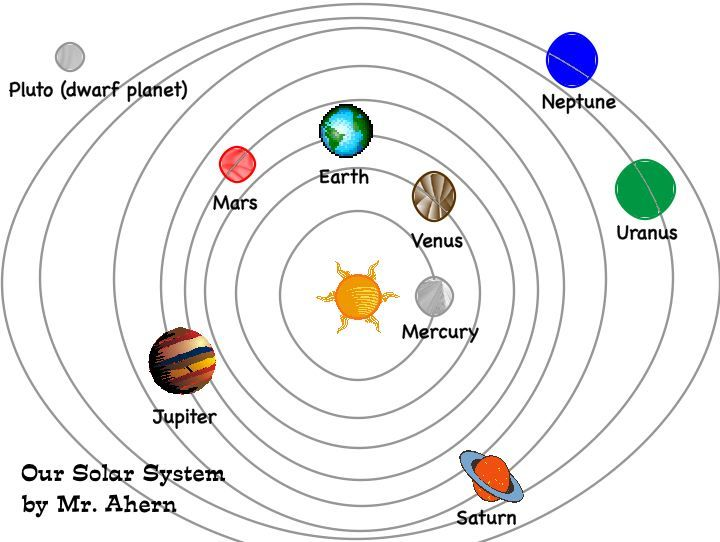 Pluto (dwarf planet)
Neptune
Earth
Mars
Venus
Uranus
Mercury
Jupiter
Our Solar System
by Mr. Ahern
Saturn